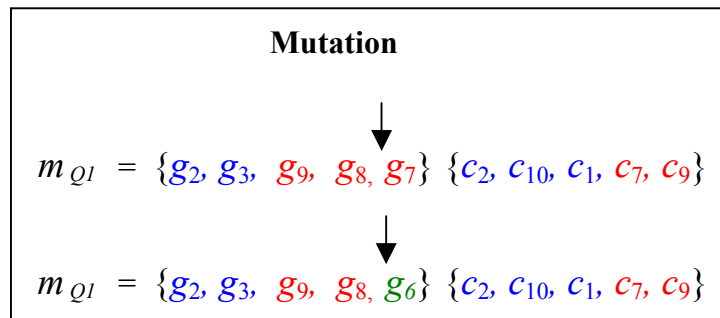 Mutation
m Q1 = {g2, g3, g9, g8, g7} {c2, c10, c1, c7, c9}
m Q1 = {g2, g3, g9, g8, g6} {c2, c10, c1, c7, c9}